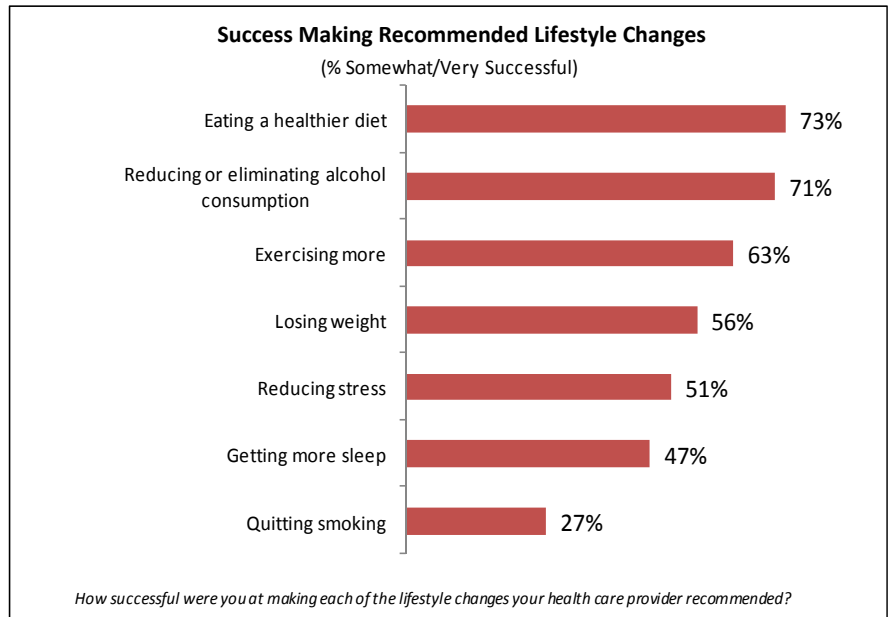 Success Making Recommended Lifestyle Changes
(% Somewhat/Very Successful)
Eating a healthier diet 73%
Reducing or eliminating alcohol
consumption 71%
Exercising more 63%
Losing weight 56%
Reducing stress 51%
Getting more sleep 47%
Quitting smoking 27%
How successful were you at making each of the lifestyle changes your health care provider recommended?